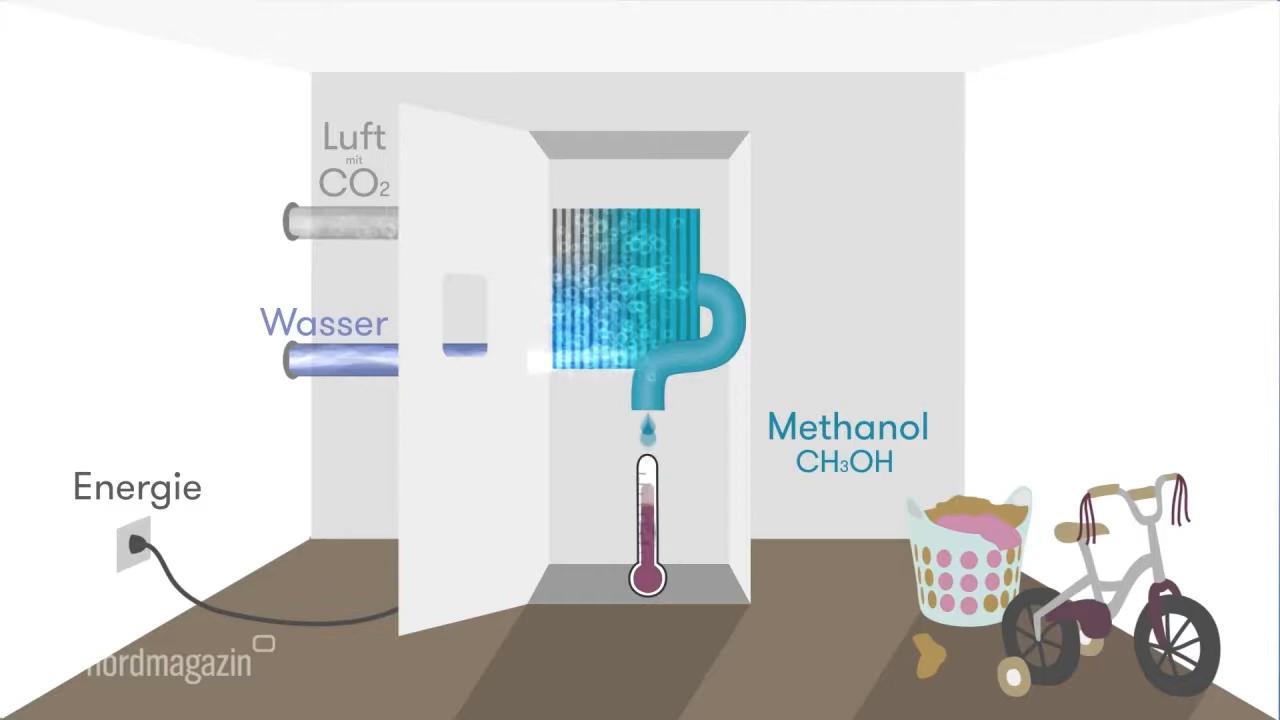 Luft
mit
CO₂
Wasser
Methanol
CH₃OH
Energie
nordmagazin